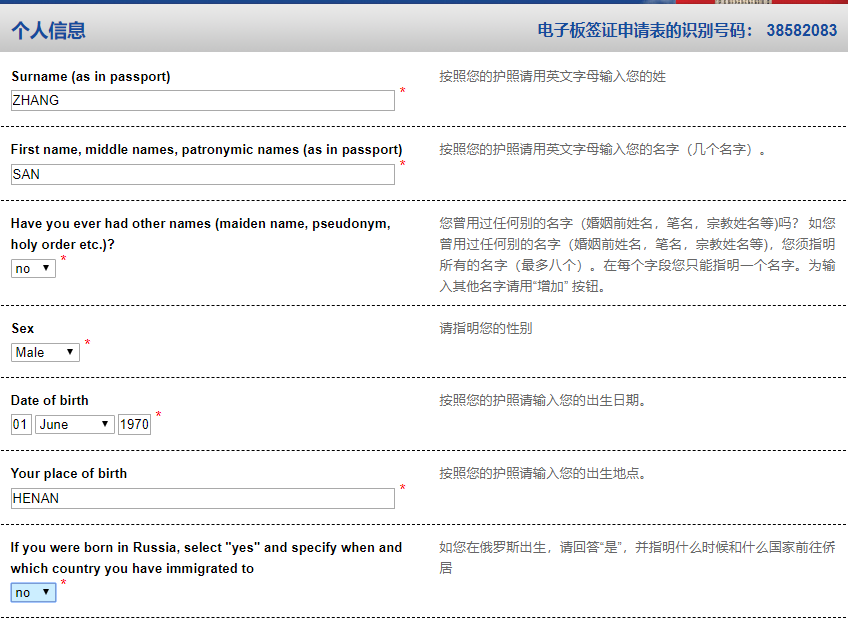 个人信息
电子板签证申请表的识别号码： 38582083
Surname (as in passport)
按照您的护照请用英文字母输入您的姓
ZHANG *
First name, middle names, patronymic names (as in passport)
按照您的护照请用英文字母输入您的名字（几个名字）。
SAN *
Have you ever had other names (maiden name, pseudonym,
holy order etc.)?
no *
您曾用过任何别的名字（婚姻前姓名，笔名，宗教姓名等)吗？ 如您
曾用过任何别的名字（婚姻前姓名，笔名，宗教姓名等)，您须指明
所有的名字（最多八个）。在每个字段您只能指明一个名字。为输
入其他名字请用“增加” 按钮。
Sex
请指明您的性别
Male *
Date of birth
按照您的护照请输入您的出生日期。
01 June 1970 *
Your place of birth
按照您的护照请输入您的出生地点。
HENAN *
If you were born in Russia, select "yes" and specify when and
which country you have immigrated to
no *
如您在俄罗斯出生，请回答“是”，并指明什么时候和什么国家前往侨
居